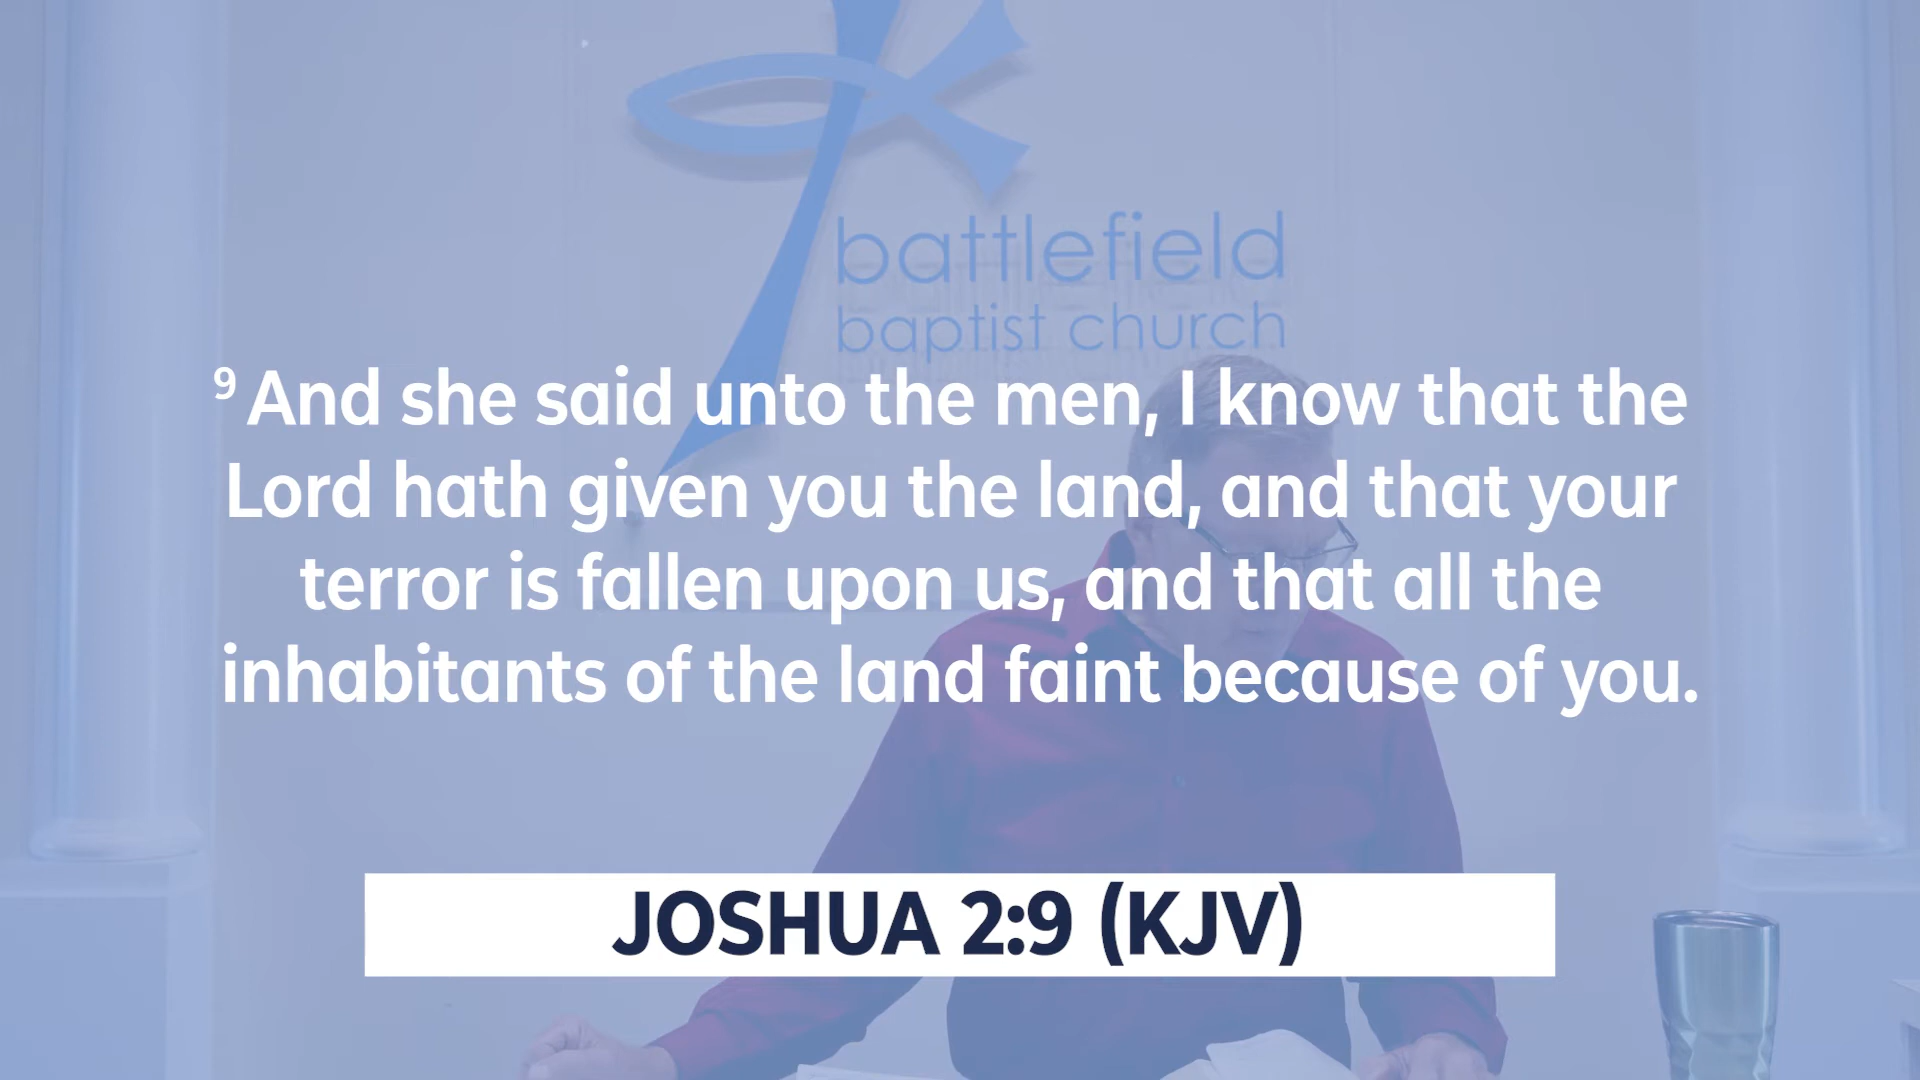 battlefield
baptist church
9 And she said unto the men, I know that the
Lord hath given you the land, and that your
terror is fallen upon us, and that all the
inhabitants of the land faint because of you.
JOSHUA 2:9 (KJV)